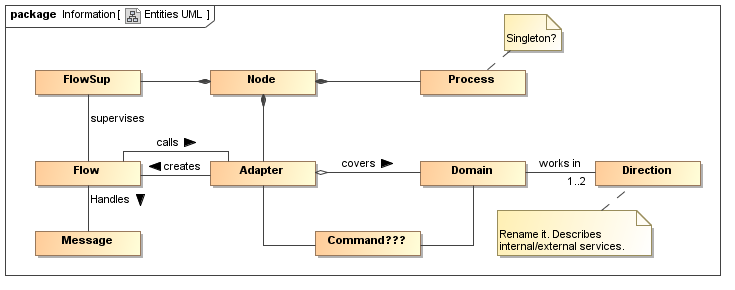 package Information [ Entities UML ]
Singleton?
FlowSup
Node
Process
supervises
calls
creates
covers
works in
Flow
Adapter
Domain
Direction
1..2
Handles
Message
Command???
Rename it. Describes
internal/external services.